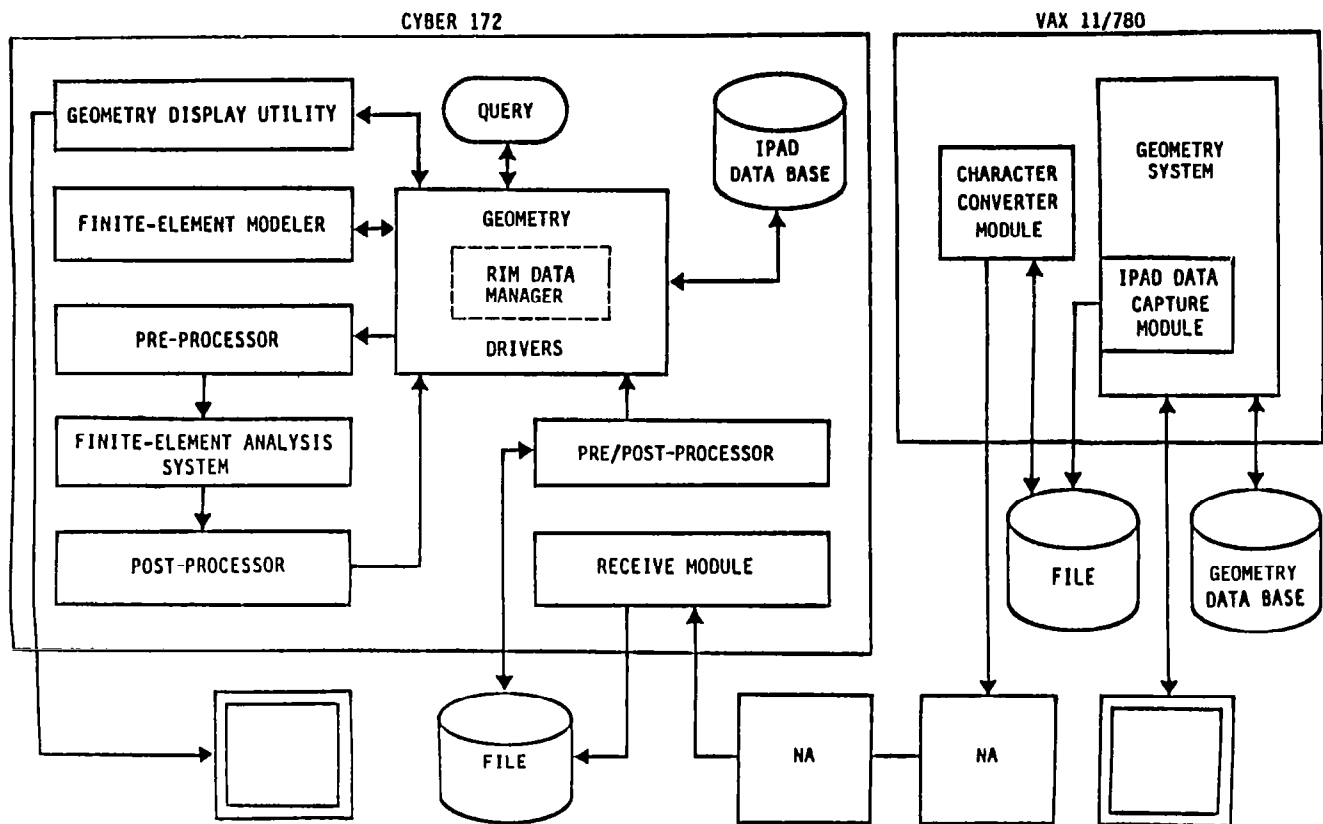 CYBER 172
GEOMETRY DISPLAY UTILITY
QUERY
IPAD
DATA BASE
FINITE-ELEMENT MODELER
GEOMETRY
RIM DATA
MANAGER
DRIVERS
PRE-PROCESSOR
FINITE-ELEMENT ANALYSIS
SYSTEM
PRE/POST-PROCESSOR
POST-PROCESSOR
RECEIVE MODULE
FILE
NA
NA
VAX 11/780
CHARACTER
CONVERTER
MODULE
GEOMETRY
SYSTEM
IPAD DATA
CAPTURE
MODULE
FILE
GEOMETRY
DATA BASE